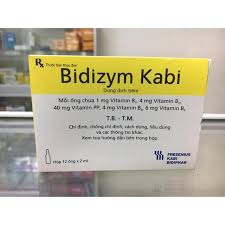 Rx Thuốc bán theo đơn
Bidizym Kabi
Dung dịch tiêm
Mỗi ống chứa 1 mg Vitamin B₁, 4 mg Vitamin B₂,
40 mg Vitamin PP, 4 mg Vitamin B₆, 6 mg Vitamin B₅
T.B. - T.M.
Chỉ định, chống chỉ định, cách dùng, liều dùng
và các thông tin khác:
Xem toa hướng dẫn bên trong hộp
Hộp 12 ống x 2 ml
FRESENIUS
KABI
BIDIPHAR